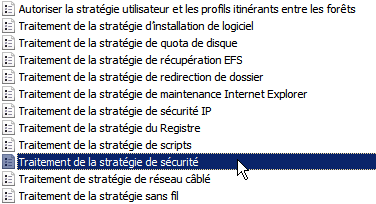 Autoriser la stratégie utilisateur et les profils itinérants entre les forêts
Traitement de la stratégie d'installation de logiciel
Traitement de la stratégie de quota de disque
Traitement de la stratégie de récupération EFS
Traitement de la stratégie de redirection de dossier
Traitement de la stratégie de maintenance Internet Explorer
Traitement de la stratégie de sécurité IP
Traitement de la stratégie du Registre
Traitement de la stratégie de scripts
Traitement de la stratégie de sécurité
Traitement de stratégie de réseau câblé
Traitement de la stratégie sans fil